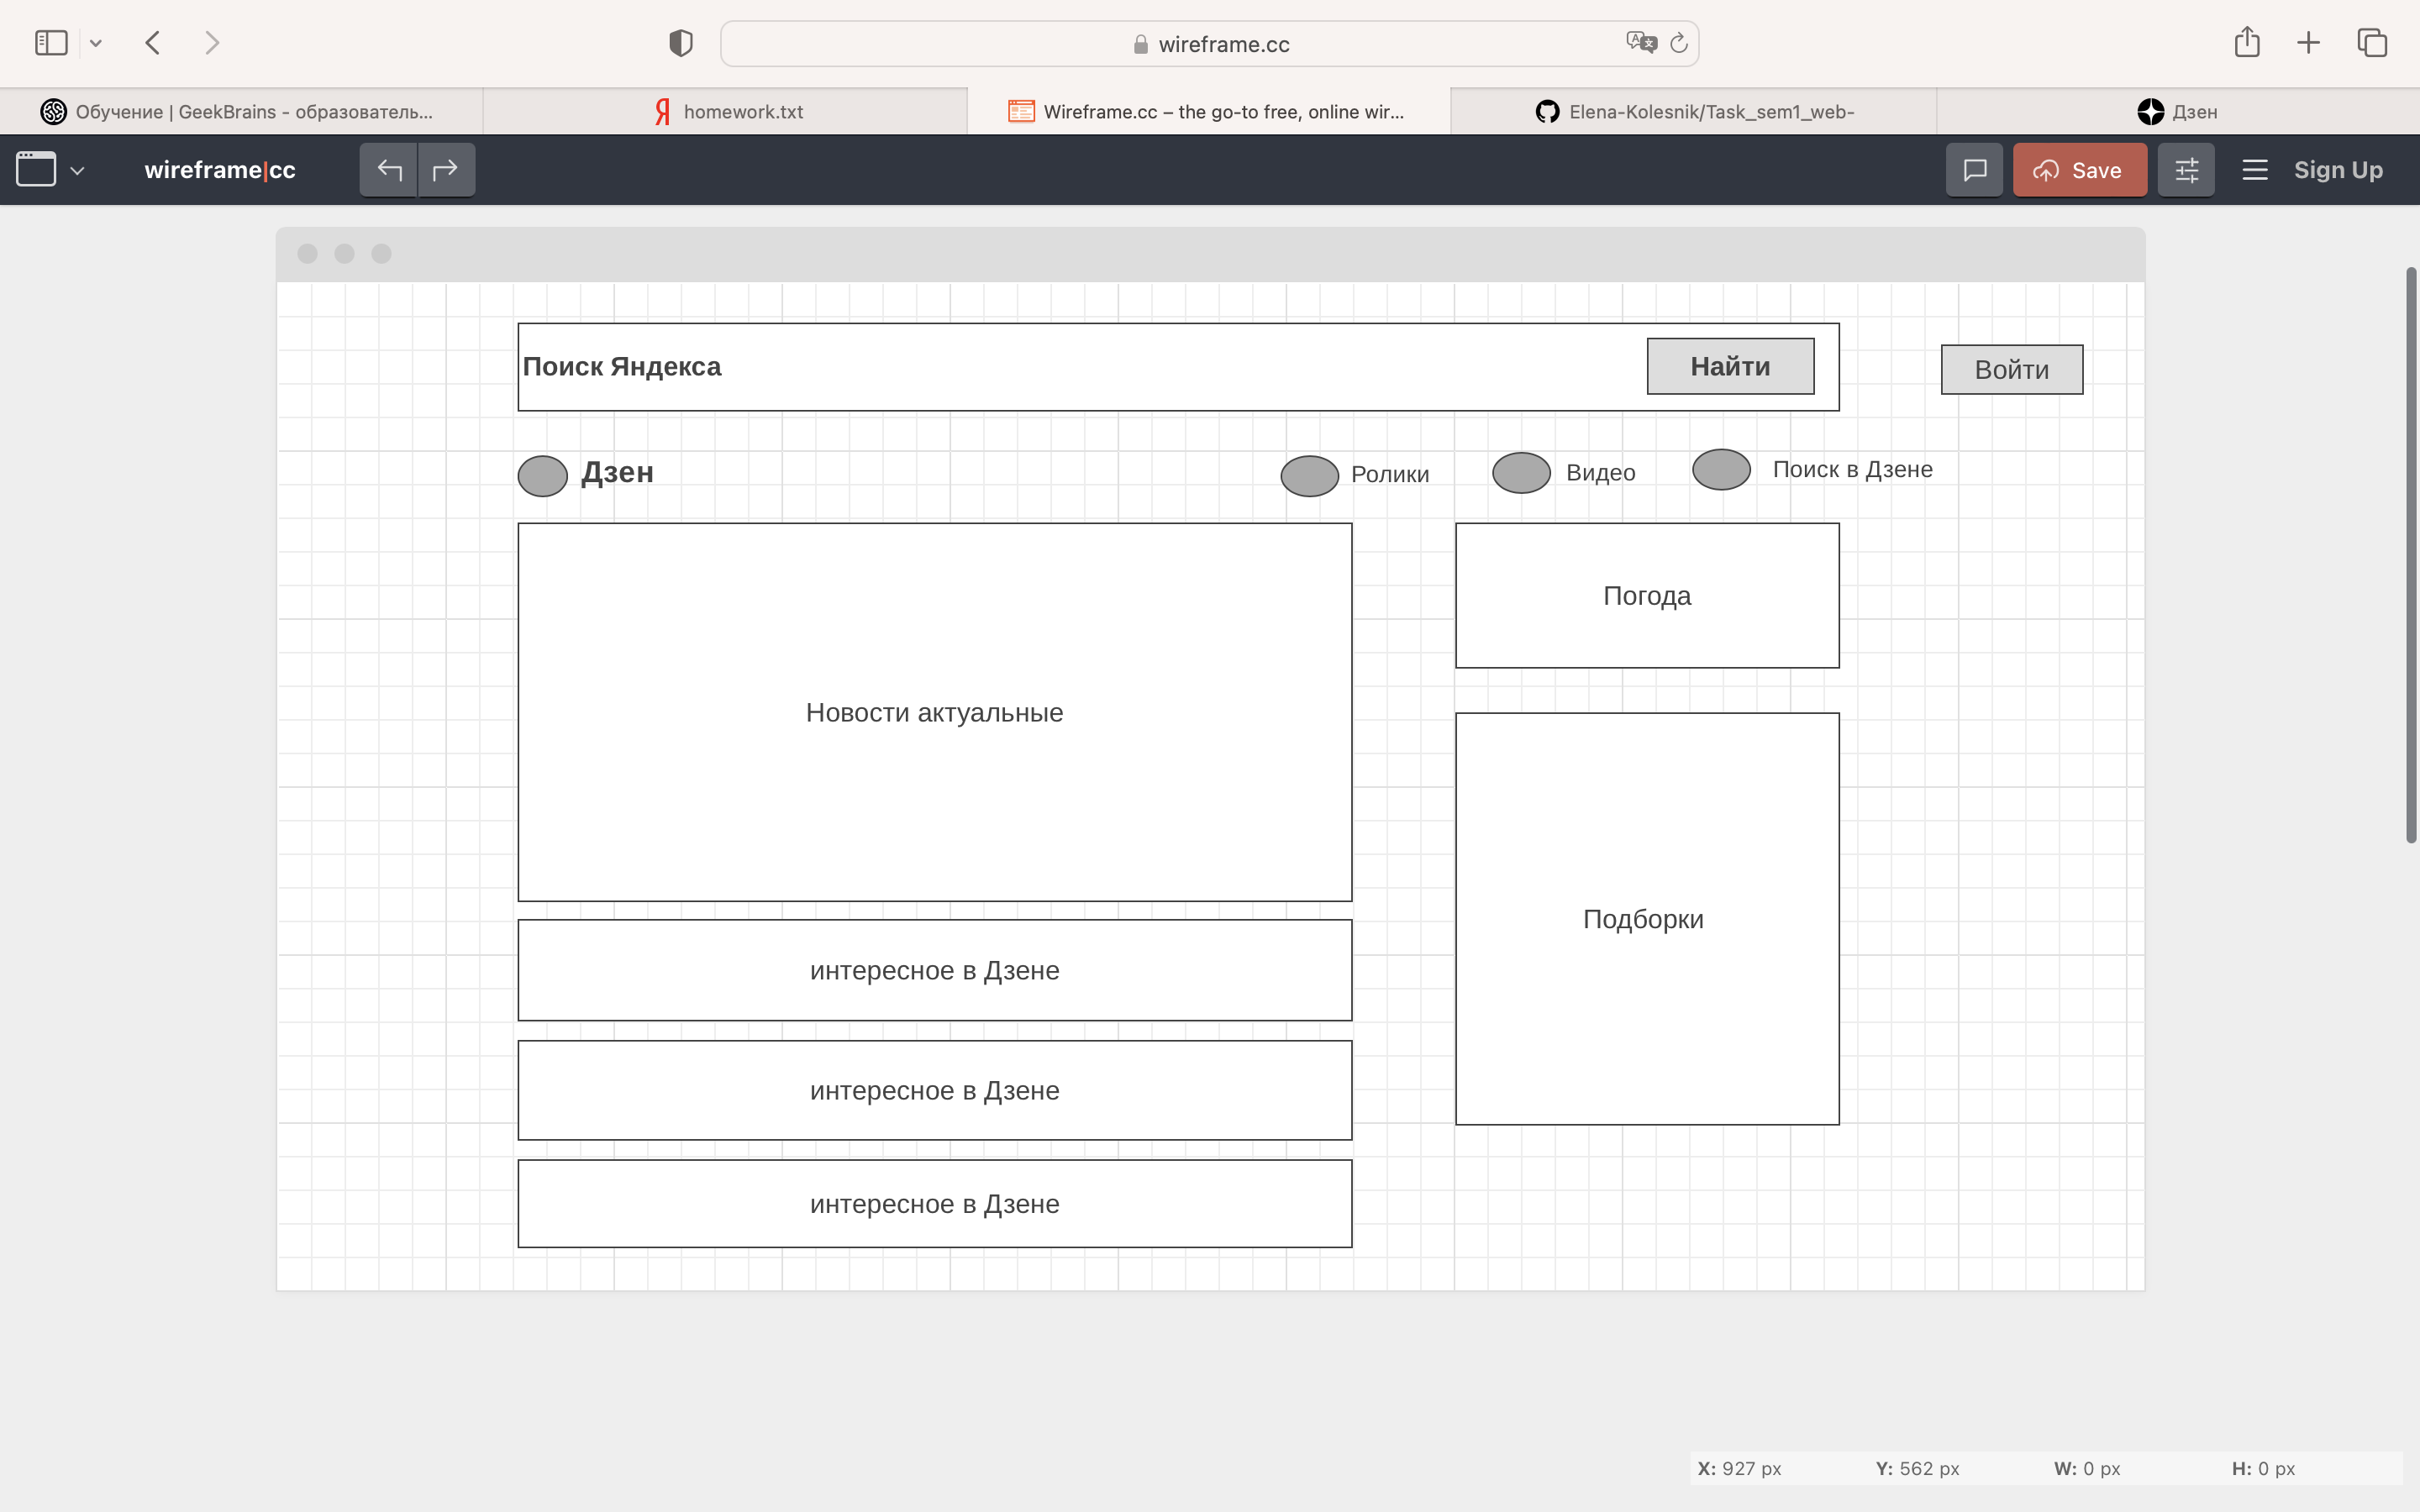 wireframe.cc
Обучение | GeekBrains - образователь...
homework.txt
Wireframe.cc – the go-to free, online wir...
Elena-Kolesnik/Task_sem1_web-
Дзен
wireframe|cc
Save
Sign Up
Поиск Яндекса
Найти
Войти
Дзен
Ролики
Видео
Поиск в Дзене
Новости актуальные
Погода
Подборки
интересное в Дзене
интересное в Дзене
интересное в Дзене
X: 927 px Y: 562 px W: 0 px H: 0 px